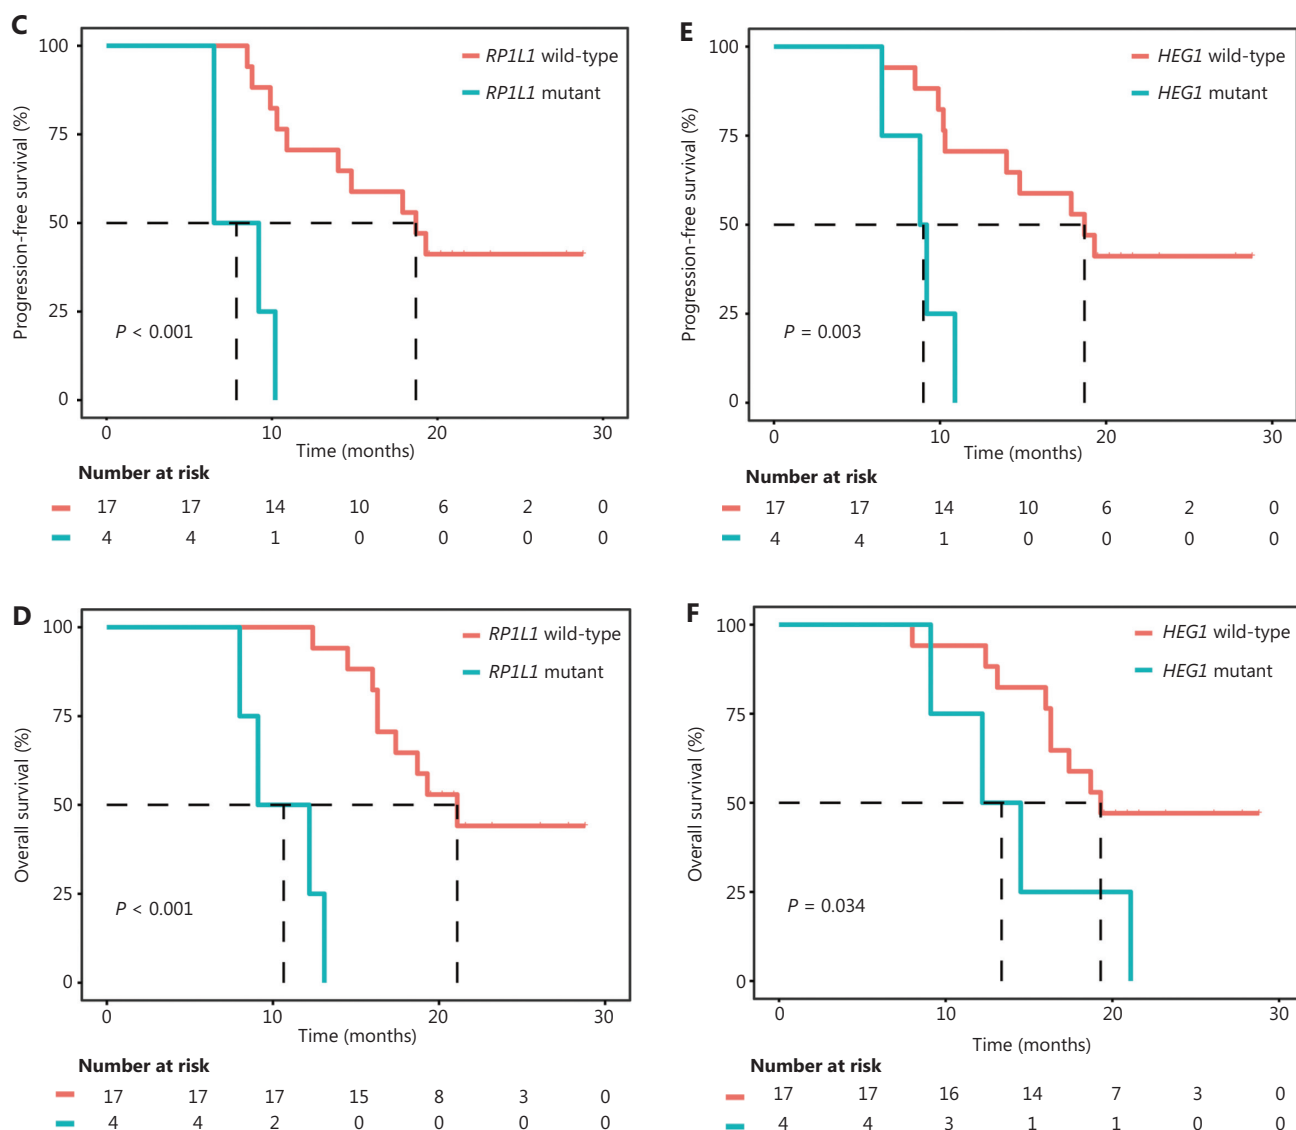 C
100
75
50
25
0
Progression-free survival (%)
RP1L1 wild-type
RP1L1 mutant
P < 0.001
0 10 20 30
Time (months)
Number at risk
17 17 14 10 6 2 0
4 4 1 0 0 0 0
E
100
75
50
25
0
Progression-free survival (%)
HEG1 wild-type
HEG1 mutant
P = 0.003
0 10 20 30
Time (months)
Number at risk
17 17 14 10 6 2 0
4 4 1 0 0 0 0
D
100
75
50
25
0
Overall survival (%)
RP1L1 wild-type
RP1L1 mutant
P < 0.001
0 10 20 30
Time (months)
Number at risk
17 17 17 15 8 3 0
4 4 2 0 0 0 0
F
100
75
50
25
0
Overall survival (%)
HEG1 wild-type
HEG1 mutant
P = 0.034
0 10 20 30
Time (months)
Number at risk
17 17 16 14 7 3 0
4 4 3 1 1 0 0